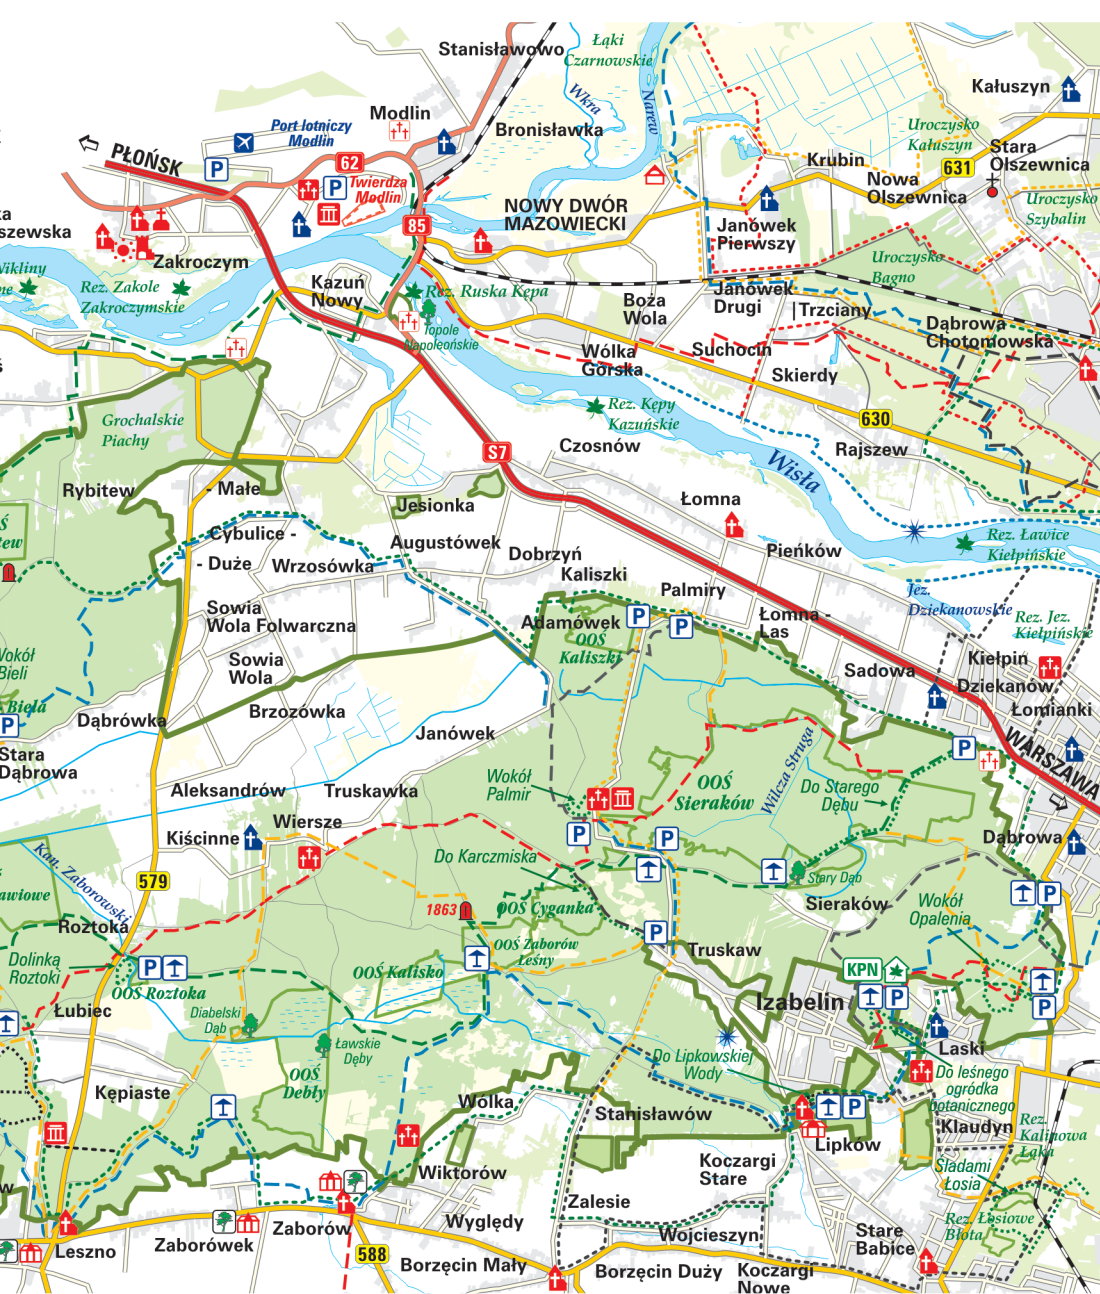 Stanisławowo
Łąki
Czarnowskie
Wkra
Narew
Kałuszyn
Modlin
Port lotniczy
Modlin
Bronisławka
Uroczysko
Kałuszyn
Stara
Olszewnica
PŁOŃSK
P
62
Krubin
631
P
Twierdza
Modlin
Nowa
Olszewnica
NOWY DWÓR
MAZOWIECKI
85
Uroczysko
Szybalin
szewska
Janówek
Pierwszy
Zakroczym
Uroczysko
Bagno
Rez. Zakole
Zakroczymskie
Kazuń
Nowy
Rez. Ruska Kępa
Boża
Wola
Janówek
Drugi
Trzciany
Topole
Napoleońskie
Dąbrowa
Chotomowska
Wólka
Górska
Suchocin
Skierdy
Grochalskie
Piachy
Rez. Kępy
Kazuńskie
630
Czosnów
Rajszew
S7
Wisła
Rybitew
- Małe
Jesionka
Łomna
Cybulice -
- Duże
Augustówek
Dobrzyń
Pieńków
Rez. Ławice
Kiełpińskie
Wrzosówka
Kaliszki
Palmiry
Jez.
Dziekanowskie
Sowia
Wola Folwarczna
Adamówek
P
P
Łomna -
Las
Rez. Jez.
Kiełpińskie
OOŚ
Kaliszki
Sowia
Wola
Kiełpin
Sadowa
Dziekanów
Biela
Brzozówka
Łomianki
P
Dąbrówka
Janówek
Stara
Dąbrowa
P
WARSZAWA
Wilcza Struga
Wokół
Palmir
OOŚ
Sieraków
Do Starego
Dębu
Aleksandrów
Truskawka
Wiersze
Kiścinne
P
P
Dąbrowa
Kan. Zaborowski
Do Karczmiska
579
Stary Dąb
Sieraków
P
1863
OOŚ Cyganka
Wokół
Opalenia
Roztoka
OOŚ Zaborów
Leśny
P
Truskaw
Dolinką
Roztoki
P
OOŚ Kalisko
KPN
OOŚ Roztoka
Izabelin
P
P
Łubiec
Diabelski
Dąb
Ławskie
Dęby
Laski
Do Lipkowskiej
Wody
OOŚ
Debły
Do leśnego
ogródka
botanicznego
Kępiaste
Wólka
Stanisławów
P
Klaudyn
Rez.
Kalinowa
Łąka
Lipków
Wiktorów
Koczargi
Stare
Śladami
Łosia
Zalesie
Rez. Łosiowe
Błota
Zaborów
Wyględy
Wojcieszyn
Stare
Babice
Leszno
Zaborówek
588
Borzęcin Mały
Borzęcin Duży
Koczargi
Nowe